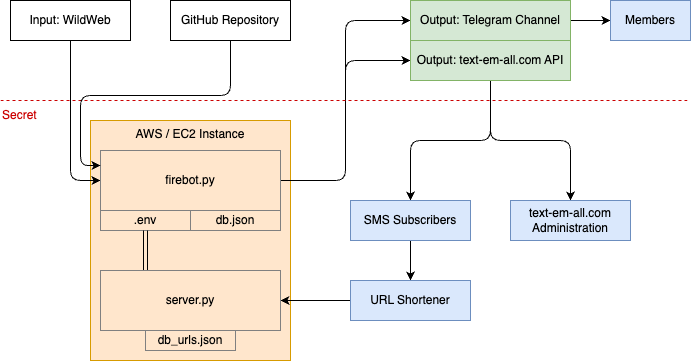 Input: WildWeb
GitHub Repository
Output: Telegram Channel
Members
Output: text-em-all.com API
Secret
AWS / EC2 Instance
firebot.py
.env
db.json
SMS Subscribers
text-em-all.com
Administration
server.py
URL Shortener
db_urls.json